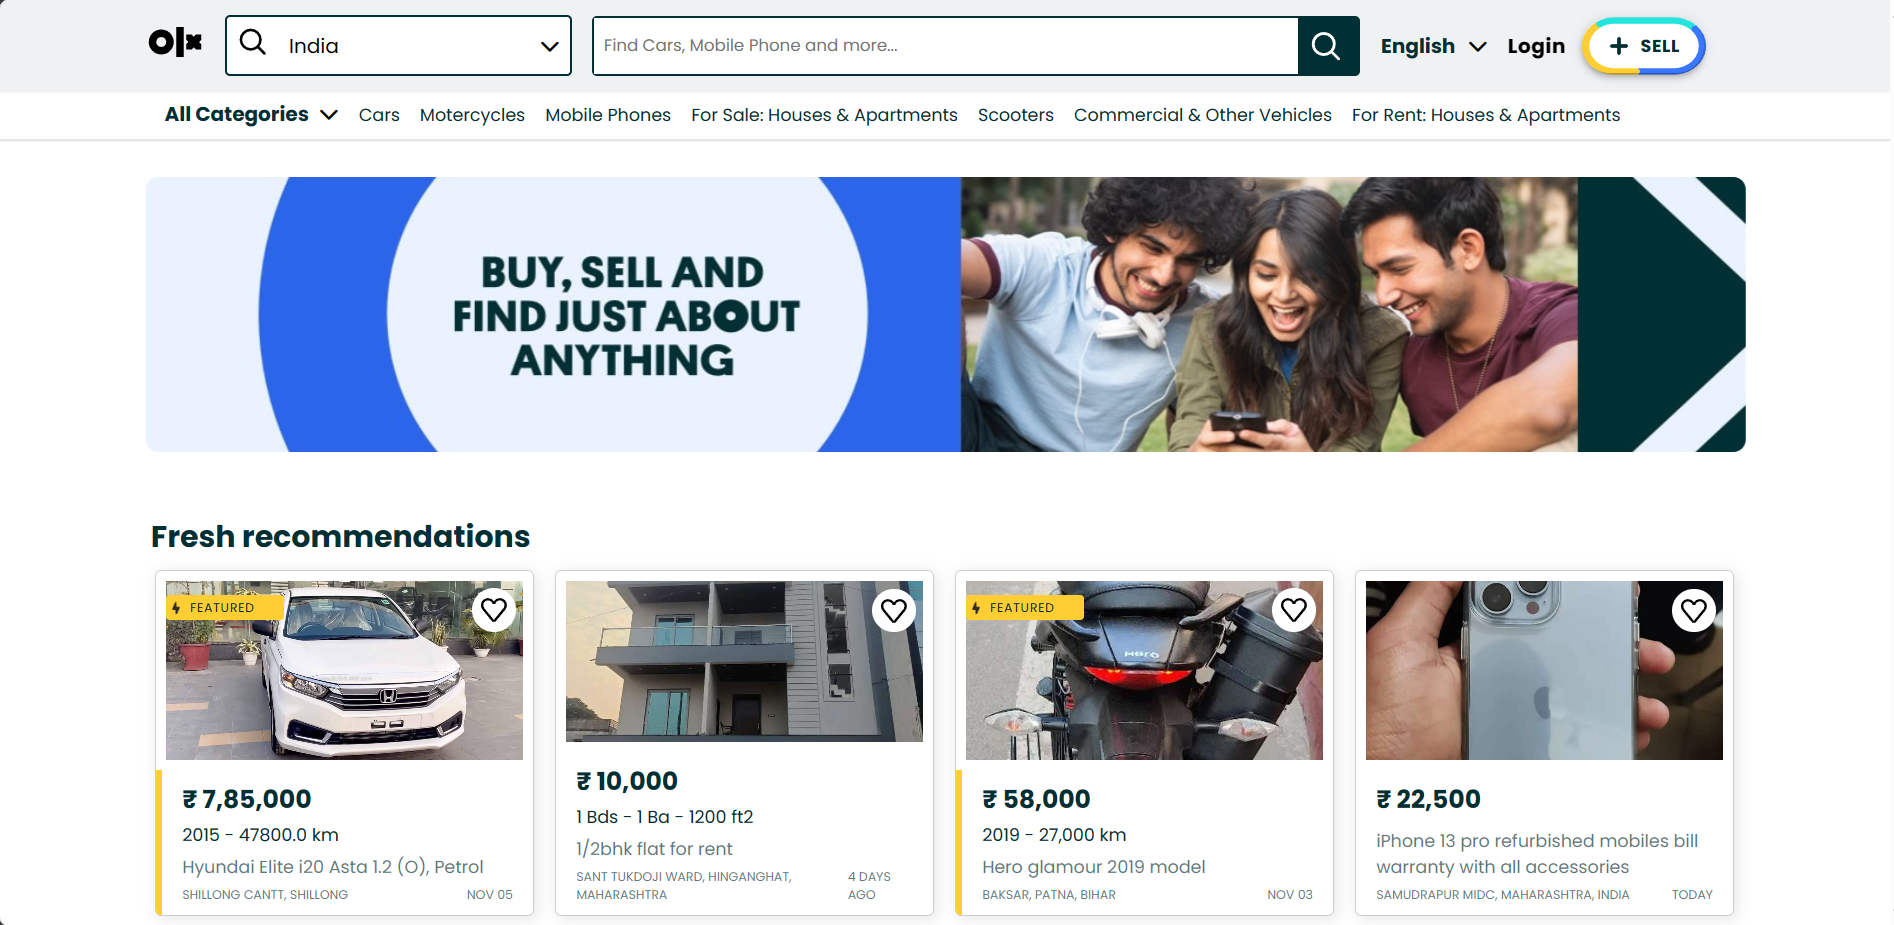 olx
India
Find Cars, Mobile Phone and more...
English
Login
+ SELL
All Categories
Cars
Motercycles
Mobile Phones
For Sale: Houses & Apartments
Scooters
Commercial & Other Vehicles
For Rent: Houses & Apartments
BUY, SELL AND
FIND JUST ABOUT
ANYTHING
Fresh recommendations
FEATURED
₹ 7,85,000
2015 - 47800.0 km
Hyundai Elite i20 Asta 1.2 (O), Petrol
SHILLONG CANTT, SHILLONG
NOV 05
₹ 10,000
1 Bds - 1 Ba - 1200 ft2
1/2bhk flat for rent
SANT TUKDOJI WARD, HINGANGHAT,
MAHARASHTRA
4 DAYS
AGO
FEATURED
Hero
₹ 58,000
2019 - 27,000 km
Hero glamour 2019 model
BAKSAR, PATNA, BIHAR
NOV 03
₹ 22,500
iPhone 13 pro refurbished mobiles bill
warranty with all accessories
SAMUDRAPUR MIDC, MAHARASHTRA, INDIA
TODAY